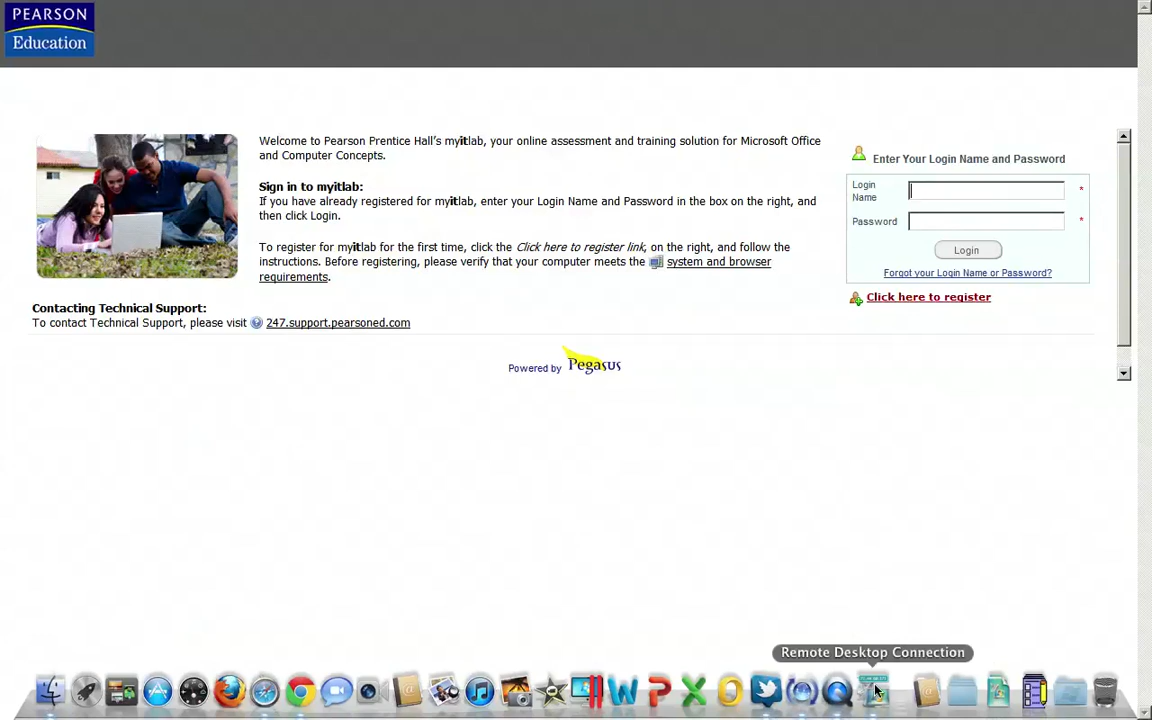 PEARSON
Education
Welcome to Pearson Prentice Hall's myitlab, your online assessment and training solution for Microsoft Office
and Computer Concepts.
Sign in to myitlab:
If you have already registered for myitlab, enter your Login Name and Password in the box on the right, and
then click Login.
To register for myitlab for the first time, click the Click here to register link, on the right, and follow the
instructions. Before registering, please verify that your computer meets the system and browser
requirements.
Contacting Technical Support:
To contact Technical Support, please visit 247.support.pearsoned.com
Enter Your Login Name and Password
Login
Name *
Password *
Login
Forgot your Login Name or Password?
Click here to register
Powered by Pegasus
Remote Desktop Connection